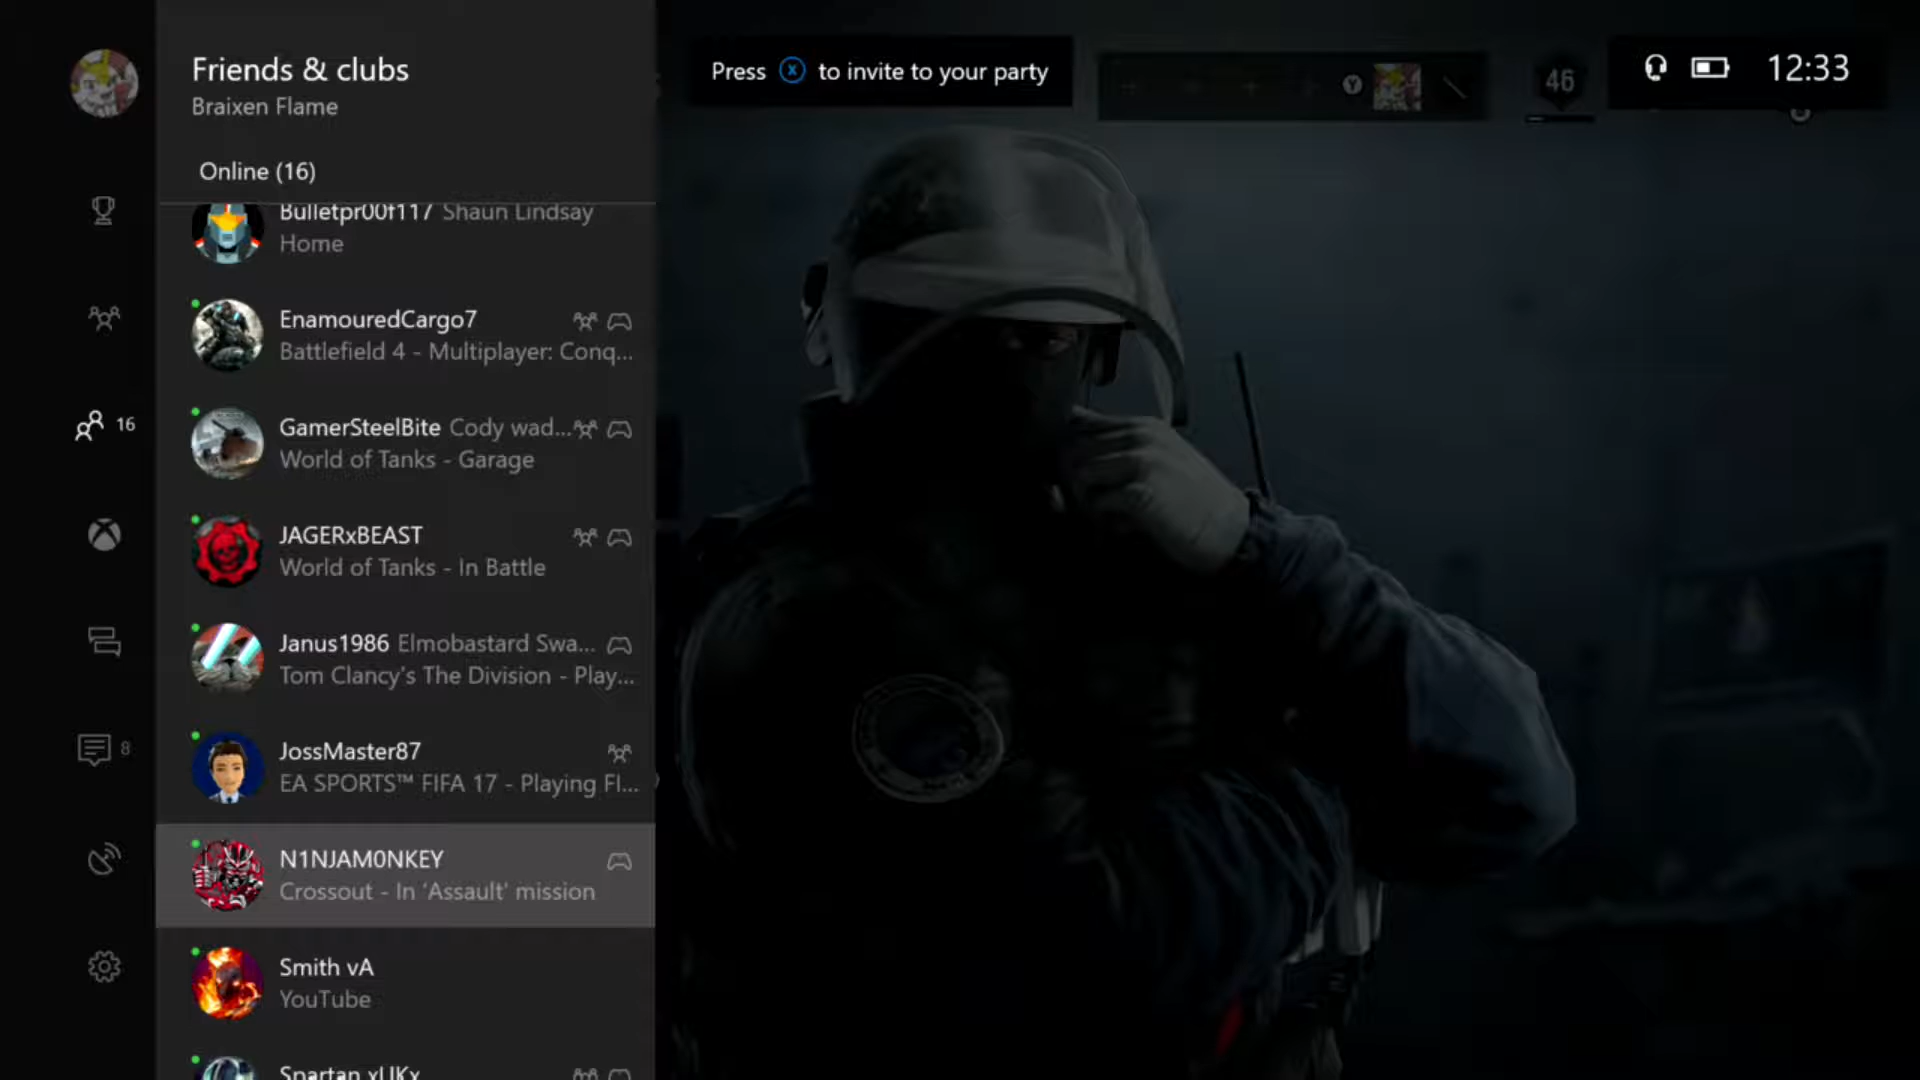 Friends & clubs
Braixen Flame
Online (16)
Bulletpr00f117 Shaun Lindsay
Home
EnamouredCargo7
Battlefield 4 - Multiplayer: Conq...
GamerSteelBite Cody wad...
World of Tanks - Garage
JAGERxBEAST
World of Tanks - In Battle
Janus1986 Elmobastard Swa...
Tom Clancy's The Division - Play...
JossMaster87
EA SPORTS™ FIFA 17 - Playing FI...
N1NJAM0NKEY
Crossout - In ‘Assault’ mission
Smith vA
YouTube
Spartan xUKx
16
8
Press X to invite to your party
Y
46
12:33